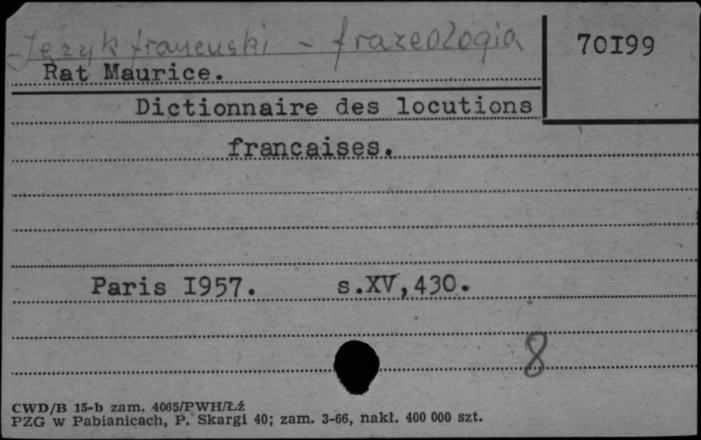 Język francuski - frazeologia
70I99
Rat Maurice.
Dictionnaire des locutions
francaises.
Paris I957. s.XV,430.
8
CWD/B 15-b zam. 4065/PWH/Łź
PZG w Pabianicach, P. Skargi 40; zam. 3-66, nakł. 400 000 szt.